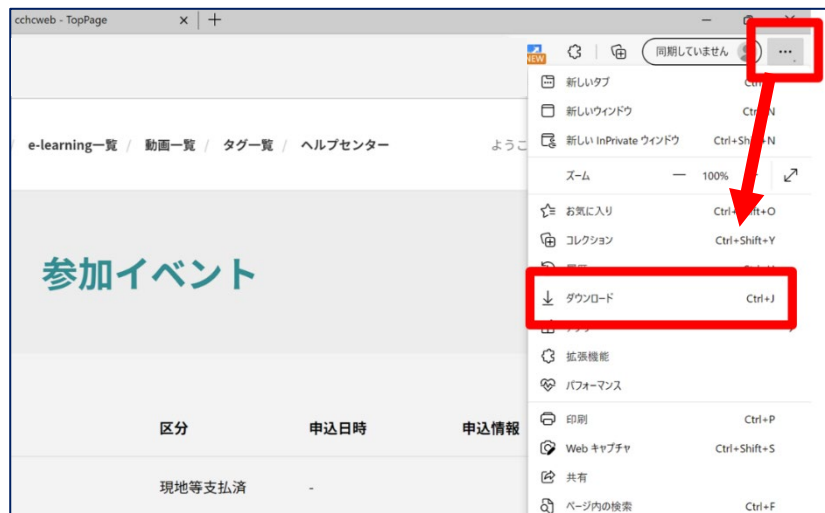 cchcweb - TopPage
NEW
同期していません
新しいタブ
新しいウィンドウ
新しい InPrivate ウィンドウ Ctrl+Shift+N
ズーム 100%
お気に入り Ctrl+Shift+O
コレクション Ctrl+Shift+Y
ダウンロード Ctrl+J
拡張機能
パフォーマンス
印刷 Ctrl+P
Web キャプチャ Ctrl+Shift+S
共有
ページ内の検索 Ctrl+F
/ e-learning一覧 / 動画一覧 / タグ一覧 / ヘルプセンター ようこ
参加イベント
区分 申込日時 申込情報
現地等支払済 -